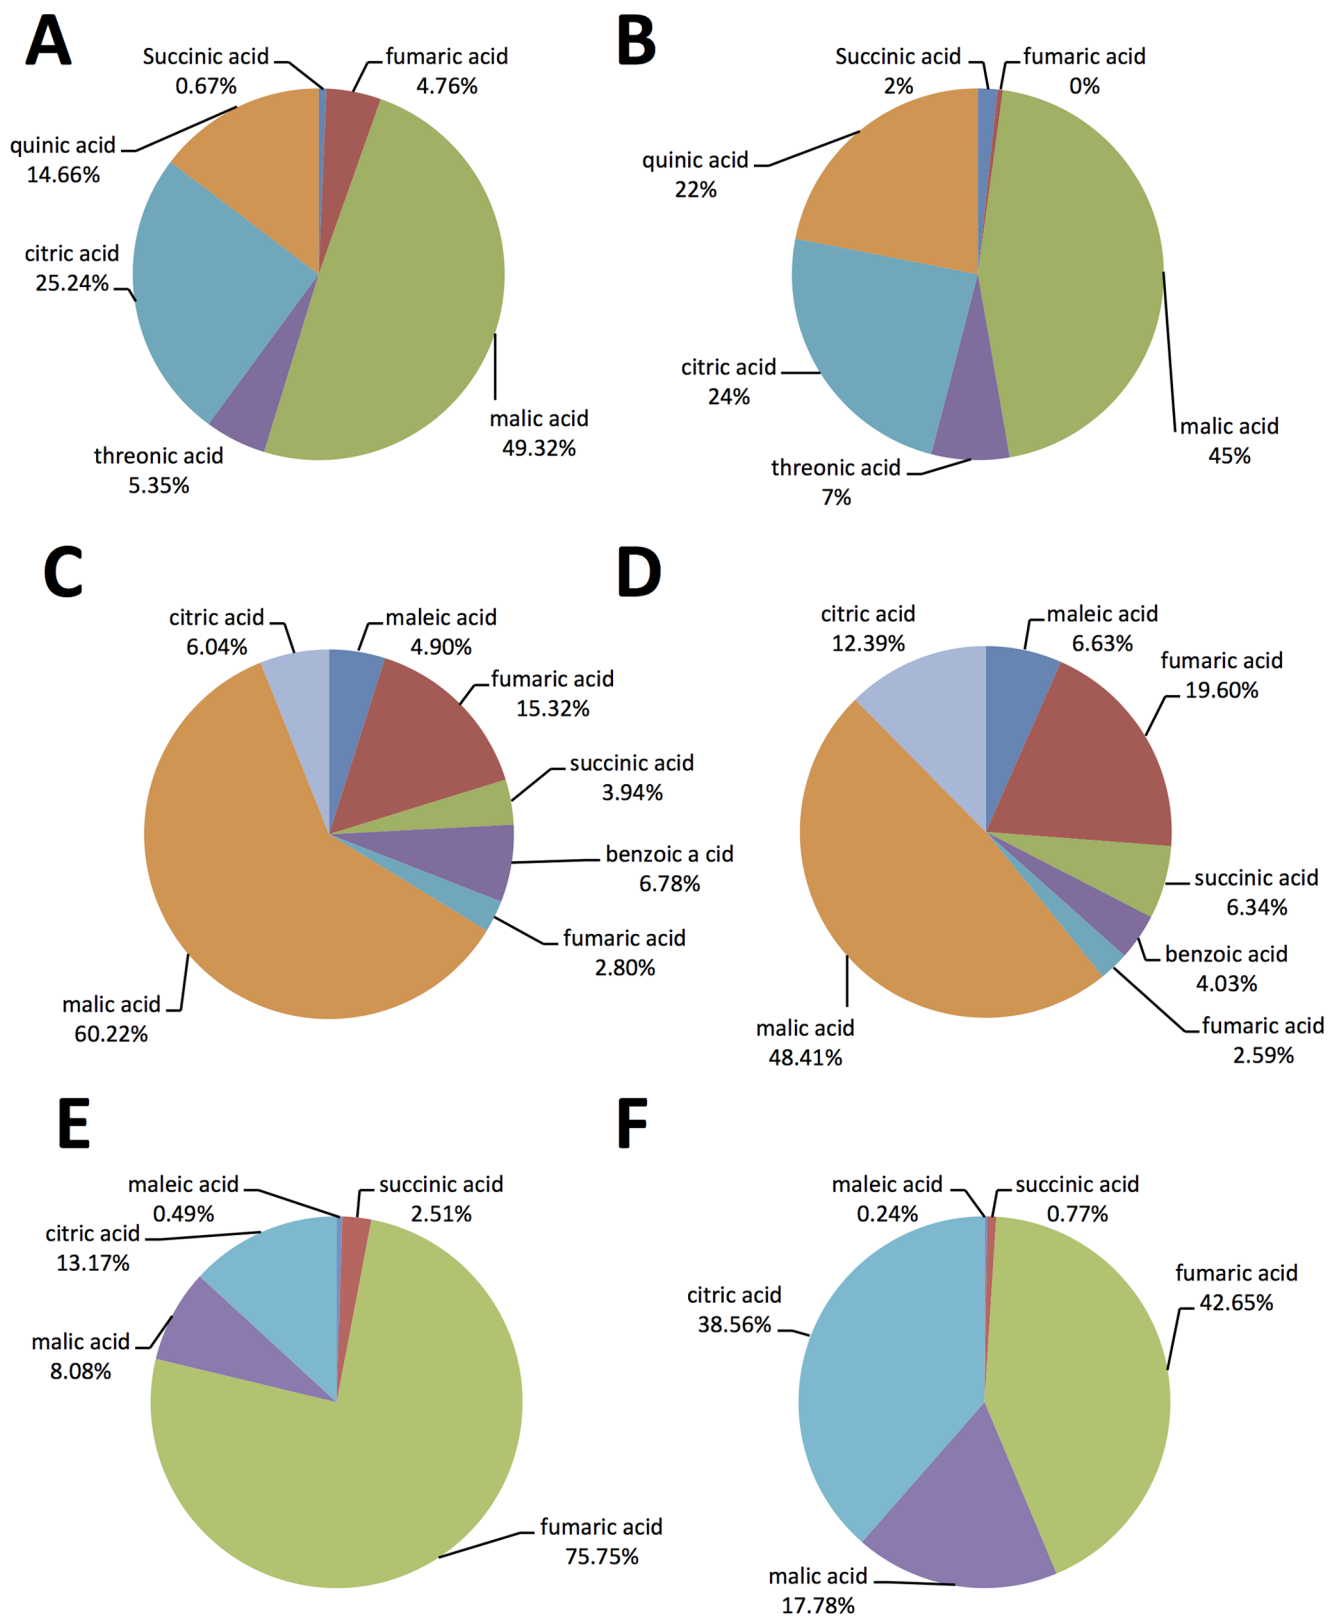 A
Succinic acid
0.67%
fumaric acid
4.76%
quinic acid
14.66%
citric acid
25.24%
threonic acid
5.35%
malic acid
49.32%
B
Succinic acid
2%
fumaric acid
0%
quinic acid
22%
citric acid
24%
threonic acid
7%
malic acid
45%
C
citric acid
6.04%
maleic acid
4.90%
fumaric acid
15.32%
succinic acid
3.94%
benzoic a cid
6.78%
fumaric acid
2.80%
malic acid
60.22%
D
citric acid
12.39%
maleic acid
6.63%
fumaric acid
19.60%
succinic acid
6.34%
benzoic acid
4.03%
fumaric acid
2.59%
malic acid
48.41%
E
maleic acid
0.49%
succinic acid
2.51%
citric acid
13.17%
malic acid
8.08%
fumaric acid
75.75%
F
maleic acid
0.24%
succinic acid
0.77%
fumaric acid
42.65%
citric acid
38.56%
malic acid
17.78%